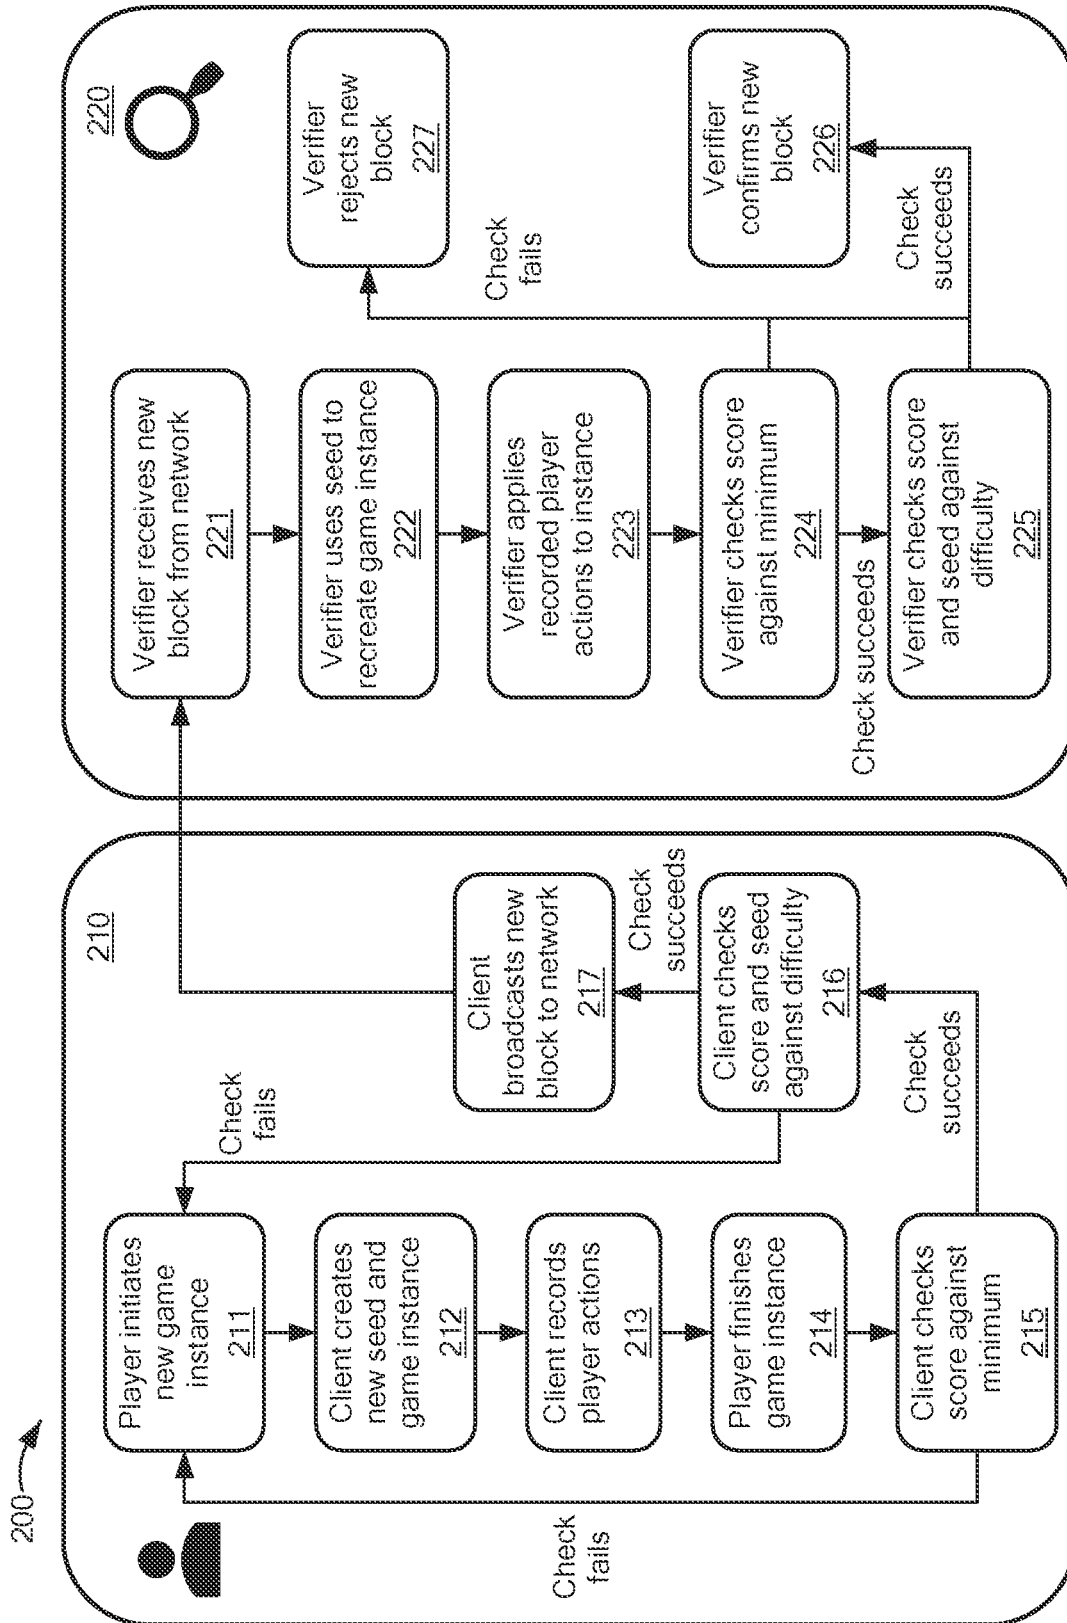 200
210
Player initiates
new game
instance
211
Client creates
new seed and
game instance
212
Client records
player actions
213
Player finishes
game instance
214
Client checks
score against
minimum
215
Check
fails
Check
succeeds
Client checks
score and seed
against difficulty
216
Check
fails
Check
succeeds
Client
broadcasts new
block to network
217
220
Verifier receives new
block from network
221
Verifier uses seed to
recreate game instance
222
Verifier applies
recorded player
actions to instance
223
Verifier checks score
against minimum
224
Check succeeds
Verifier checks score
and seed against
difficulty
225
Check
fails
Check
succeeds
Verifier
confirms new
block
226
Verifier
rejects new
block
227